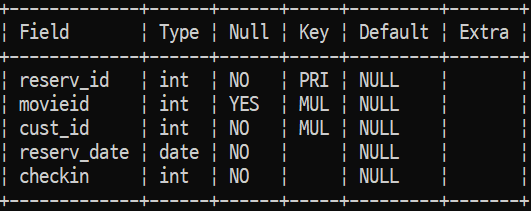 +-------------+------+------+-----+---------+-------+
| Field       | Type | Null | Key | Default | Extra |
+-------------+------+------+-----+---------+-------+
| reserv_id   | int  | NO   | PRI | NULL    |       |
| movieid     | int  | YES  | MUL | NULL    |       |
| cust_id     | int  | NO   | MUL | NULL    |       |
| reserv_date | date | NO   |     | NULL    |       |
| checkin     | int  | NO   |     | NULL    |       |
+-------------+------+------+-----+---------+-------+